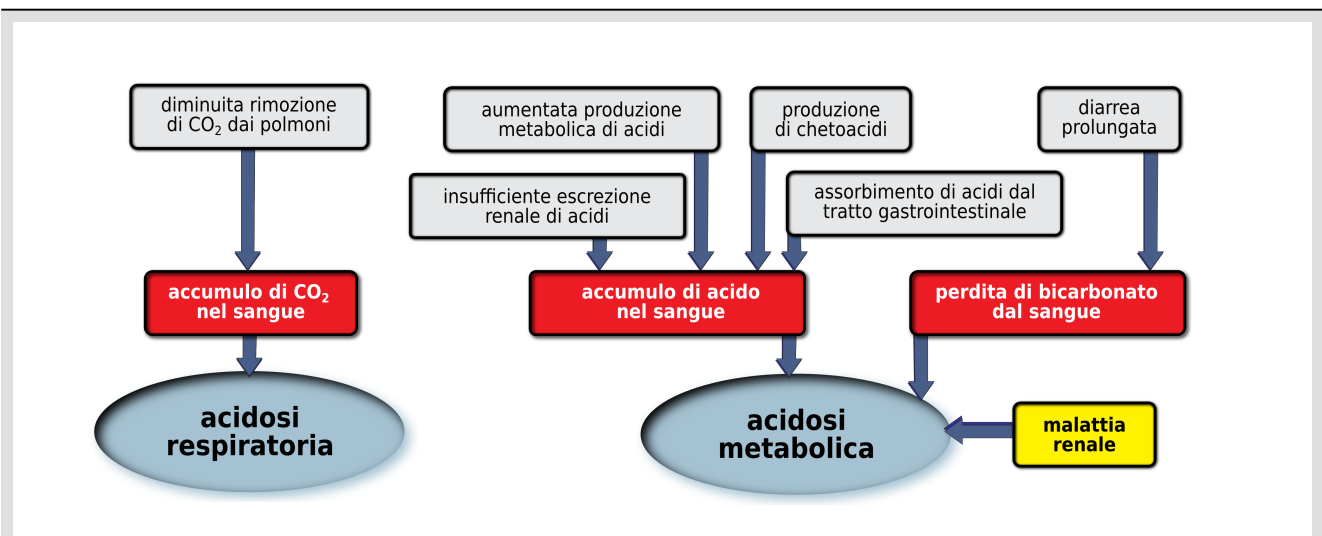 diminuita rimozione
di CO₂ dai polmoni
aumentata produzione
metabolica di acidi
produzione
di chetoacidi
diarrea
prolungata
insufficiente escrezione
renale di acidi
assorbimento di acidi dal
tratto gastrointestinale
accumulo di CO₂
nel sangue
accumulo di acido
nel sangue
perdita di bicarbonato
dal sangue
acidosi
respiratoria
acidosi
metabolica
malattia
renale